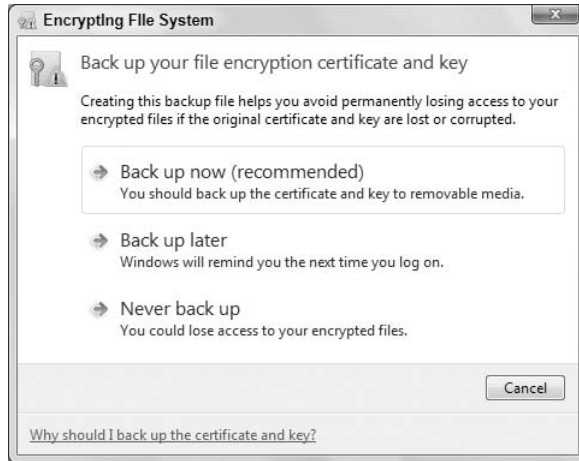 Encrypting File System
Back up your file encryption certificate and key
Creating this backup file helps you avoid permanently losing access to your
encrypted files if the original certificate and key are lost or corrupted.
Back up now (recommended)
You should back up the certificate and key to removable media.
Back up later
Windows will remind you the next time you log on.
Never back up
You could lose access to your encrypted files.
Cancel
Why should I back up the certificate and key?